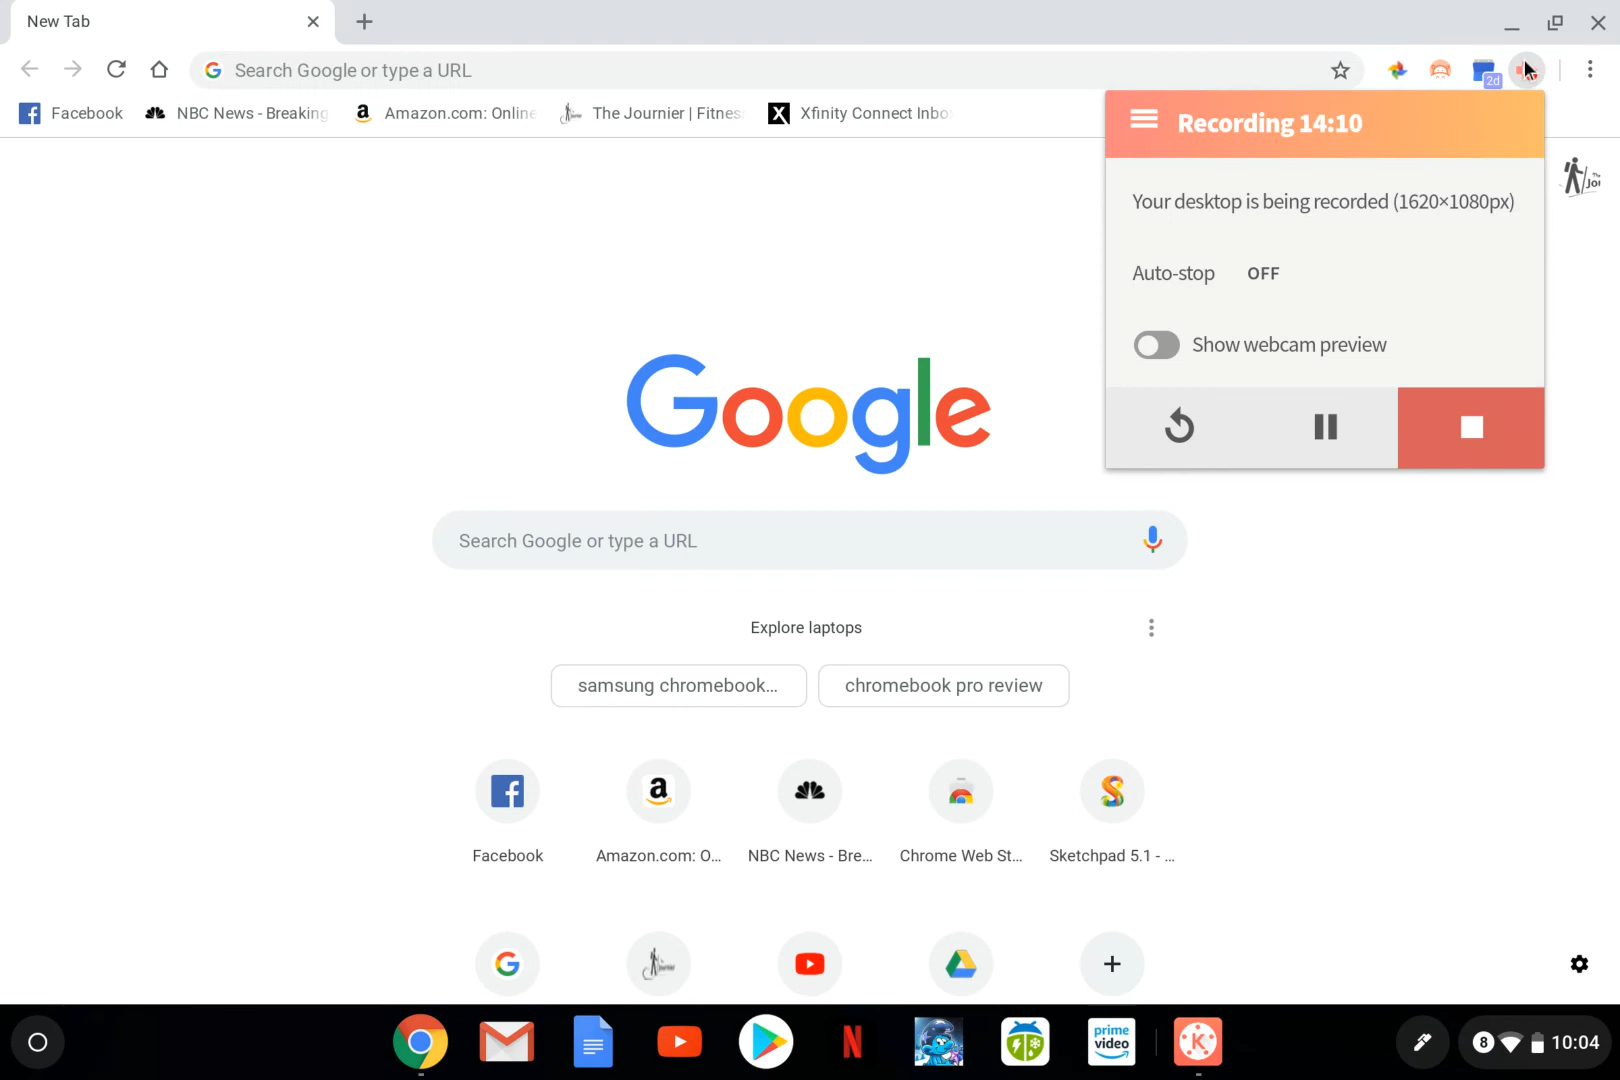 New Tab
Search Google or type a URL
2d
Facebook
NBC News - Breaking
Amazon.com: Online
The Journier | Fitness
Xfinity Connect Inbo
Recording 14:10
Your desktop is being recorded (1620×1080px)
Auto-stop OFF
Show webcam preview
Google
Search Google or type a URL
Explore laptops
samsung chromebook...
chromebook pro review
Facebook
Amazon.com: O...
NBC News - Bre...
Chrome Web St...
Sketchpad 5.1 - ...
prime
video
K
8
10:04